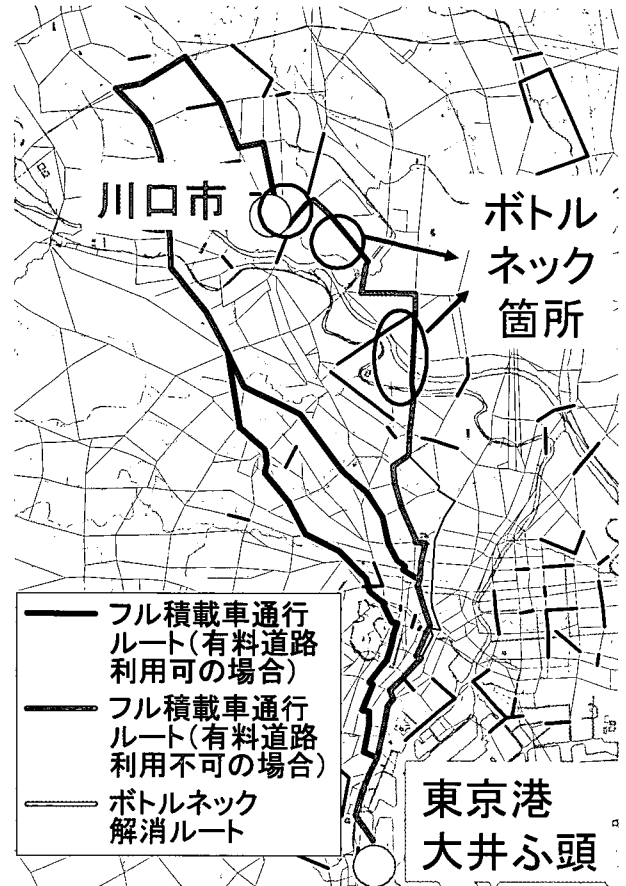 川口市
ボトル
ネック
箇所
フル積載車通行
ルート(有料道路
利用可の場合)
フル積載車通行
ルート(有料道路
利用不可の場合)
ボトルネック
解消ルート
東京港
大井ふ頭